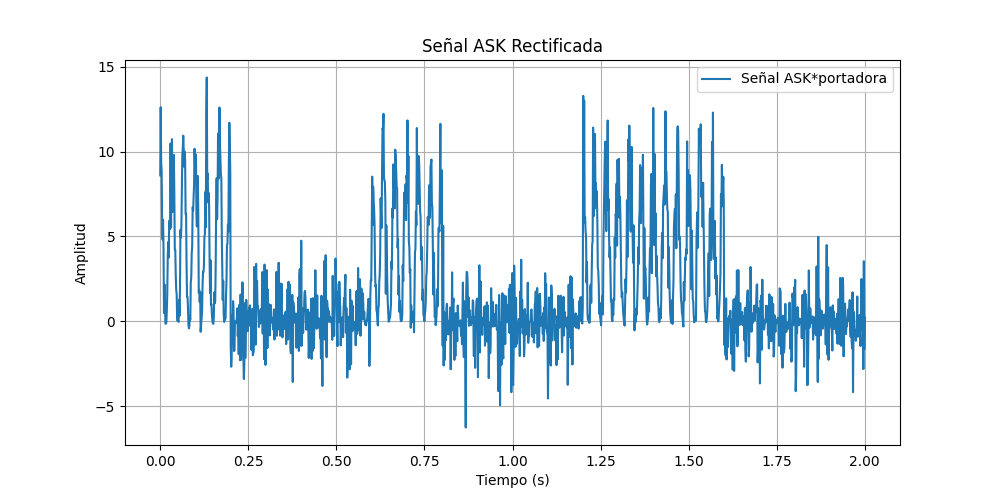 Señal ASK Rectificada
Señal ASK*portadora
15
10
5
0
−5
Amplitud
0.00 0.25 0.50 0.75 1.00 1.25 1.50 1.75 2.00
Tiempo (s)